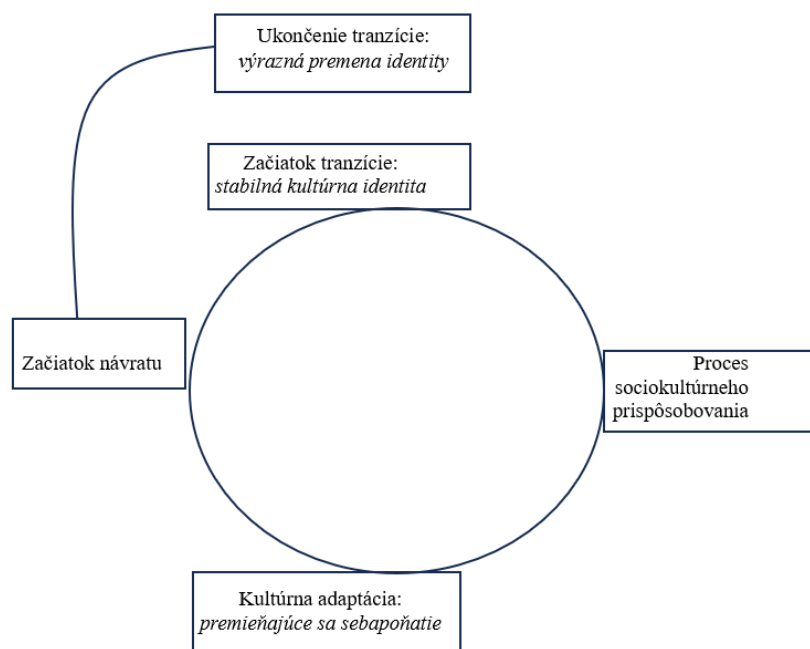 Ukončenie tranzície:
výrazná premena identity
Začiatok tranzície:
stabilná kultúrna identita
Začiatok návratu
Proces
sociokultúrneho
prispôsobovania
Kultúrna adaptácia:
premieňajúce sa sebapoňatie